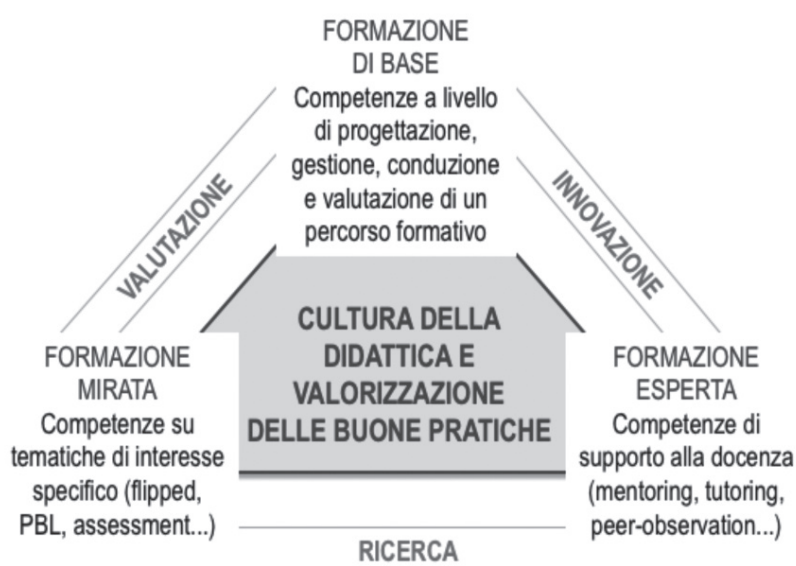 FORMAZIONE
DI BASE
Competenze a livello
di progettazione,
gestione, conduzione
e valutazione di un
percorso formativo
VALUTAZIONE
INNOVAZIONE
CULTURA DELLA
DIDATTICA E
VALORIZZAZIONE
DELLE BUONE PRATICHE
FORMAZIONE
MIRATA
Competenze su
tematiche di interesse
specifico (flipped,
PBL, assessment...)
FORMAZIONE
ESPERTA
Competenze di
supporto alla docenza
(mentoring, tutoring,
peer-observation...)
RICERCA